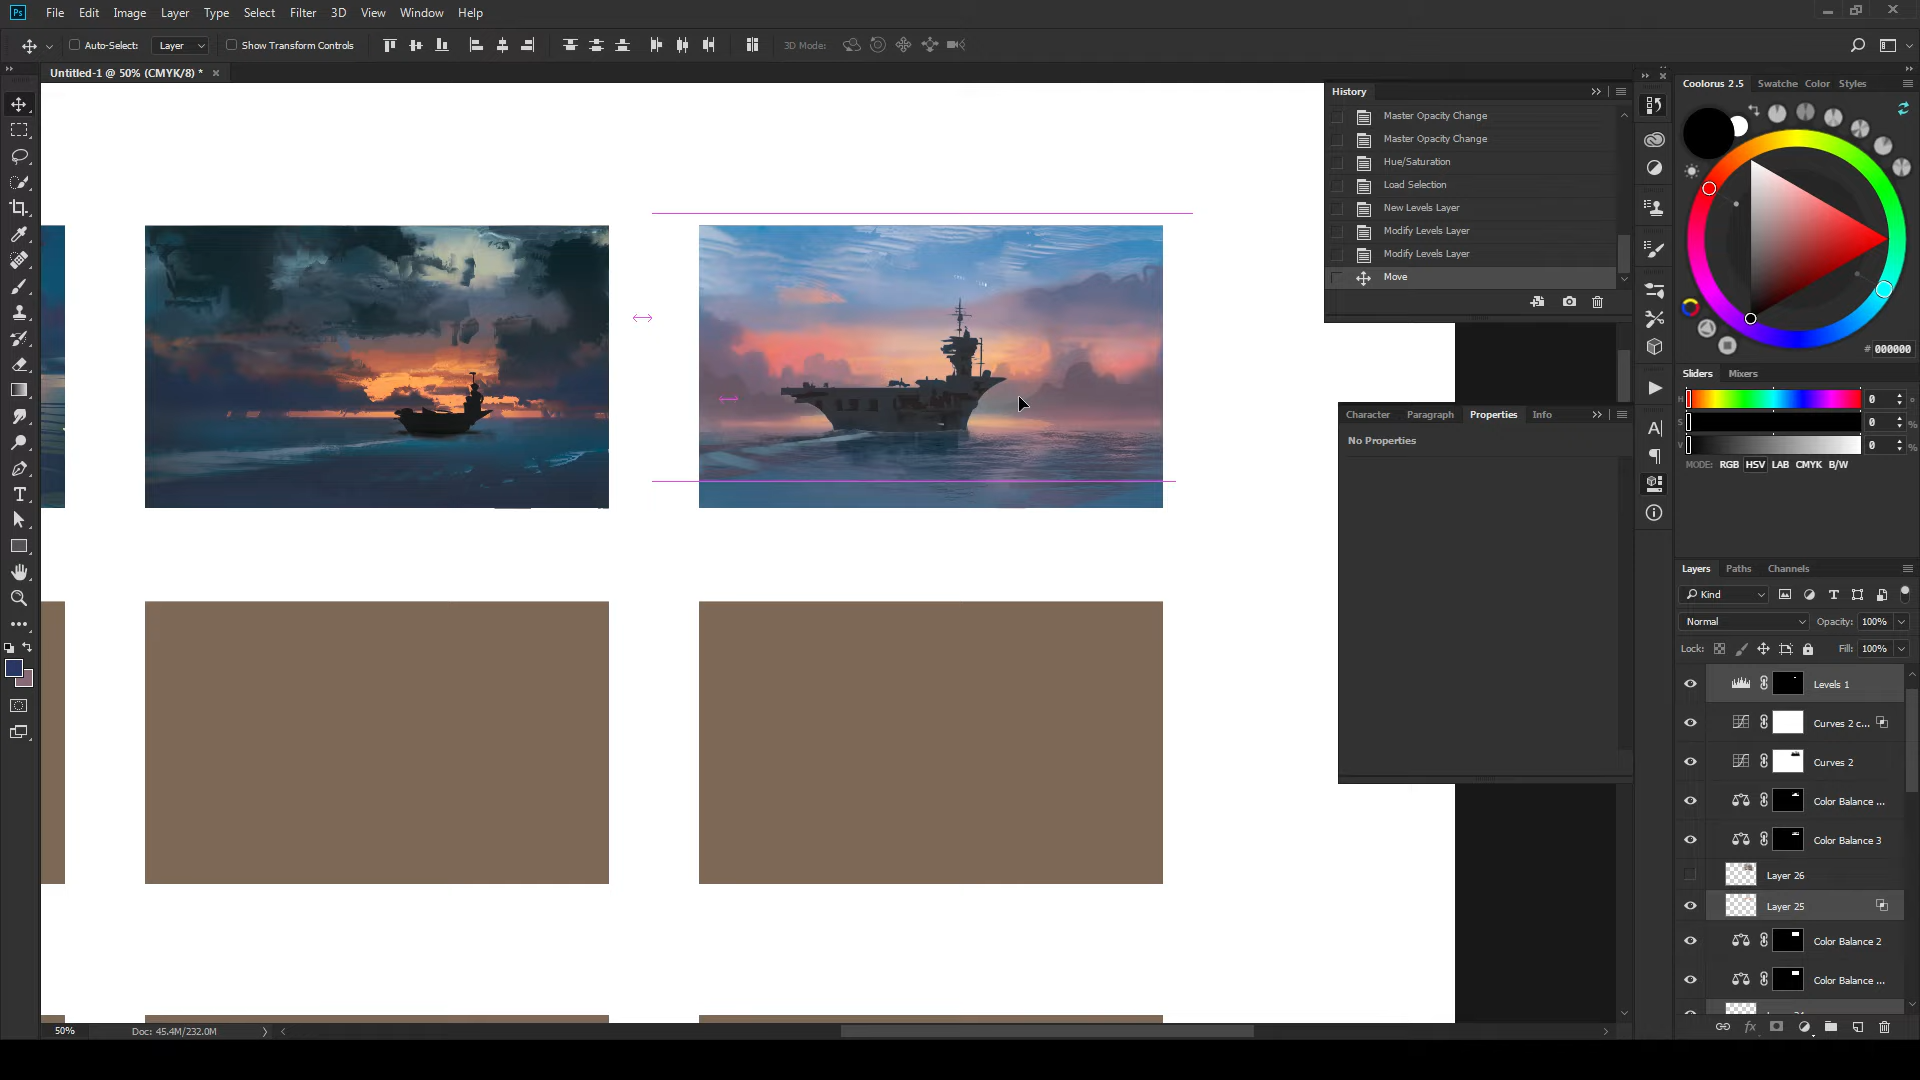 Ps File Edit Image Layer Type Select Filter 3D View Window Help
Auto-Select: Layer Show Transform Controls 3D Mode:
Untitled-1 @ 50% (CMYK/8) *
History
Master Opacity Change
Master Opacity Change
Hue/Saturation
Load Selection
New Levels Layer
Modify Levels Layer
Modify Levels Layer
Move
Character Paragraph Properties Info
No Properties
Coolorus 2.5 Swatche Color Styles
# 000000
Sliders Mixers
H 0 °
S 0 %
V 0 %
MODE: RGB HSV LAB CMYK B/W
Layers Paths Channels
Kind
Normal Opacity: 100%
Lock: Fill: 100%
Levels 1
Curves 2 c...
Curves 2
Color Balance ...
Color Balance 3
Layer 26
Layer 25
Color Balance 2
Color Balance ...
fx
50% Doc: 45.4M/232.0M